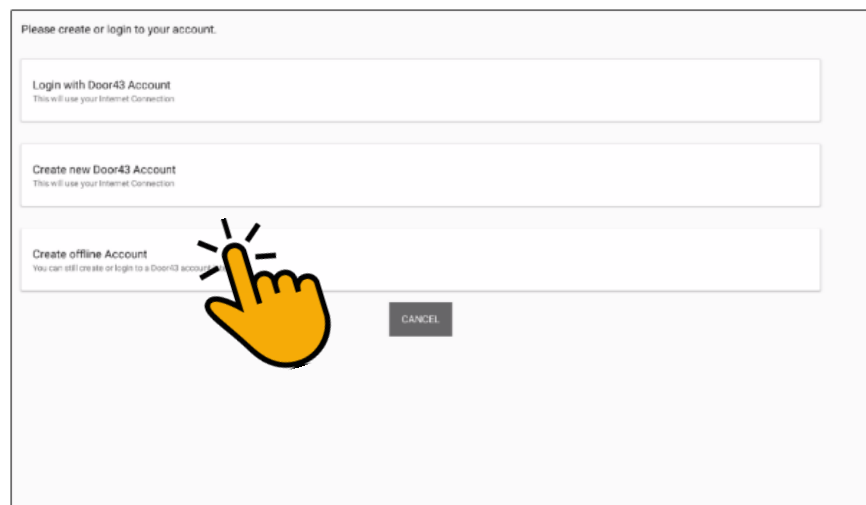 Please create or login to your account.
Login with Door43 Account
This will use your Internet Connection
Create new Door43 Account
This will use your Internet Connection
Create offline Account
You can still create or login to a Door43 account
CANCEL